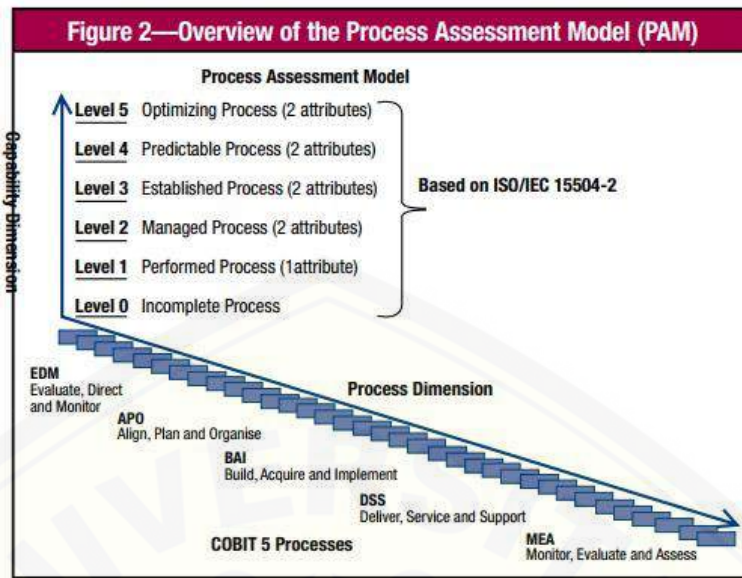 Figure 2—Overview of the Process Assessment Model (PAM)
Process Assessment Model
Capability Dimension
Level 5 Optimizing Process (2 attributes)
Level 4 Predictable Process (2 attributes)
Level 3 Established Process (2 attributes)
Level 2 Managed Process (2 attributes)
Level 1 Performed Process (1attribute)
Level 0 Incomplete Process
Based on ISO/IEC 15504-2
EDM
Evaluate, Direct
and Monitor
Process Dimension
APO
Align, Plan and Organise
BAI
Build, Acquire and Implement
DSS
Deliver, Service and Support
MEA
Monitor, Evaluate and Assess
COBIT 5 Processes